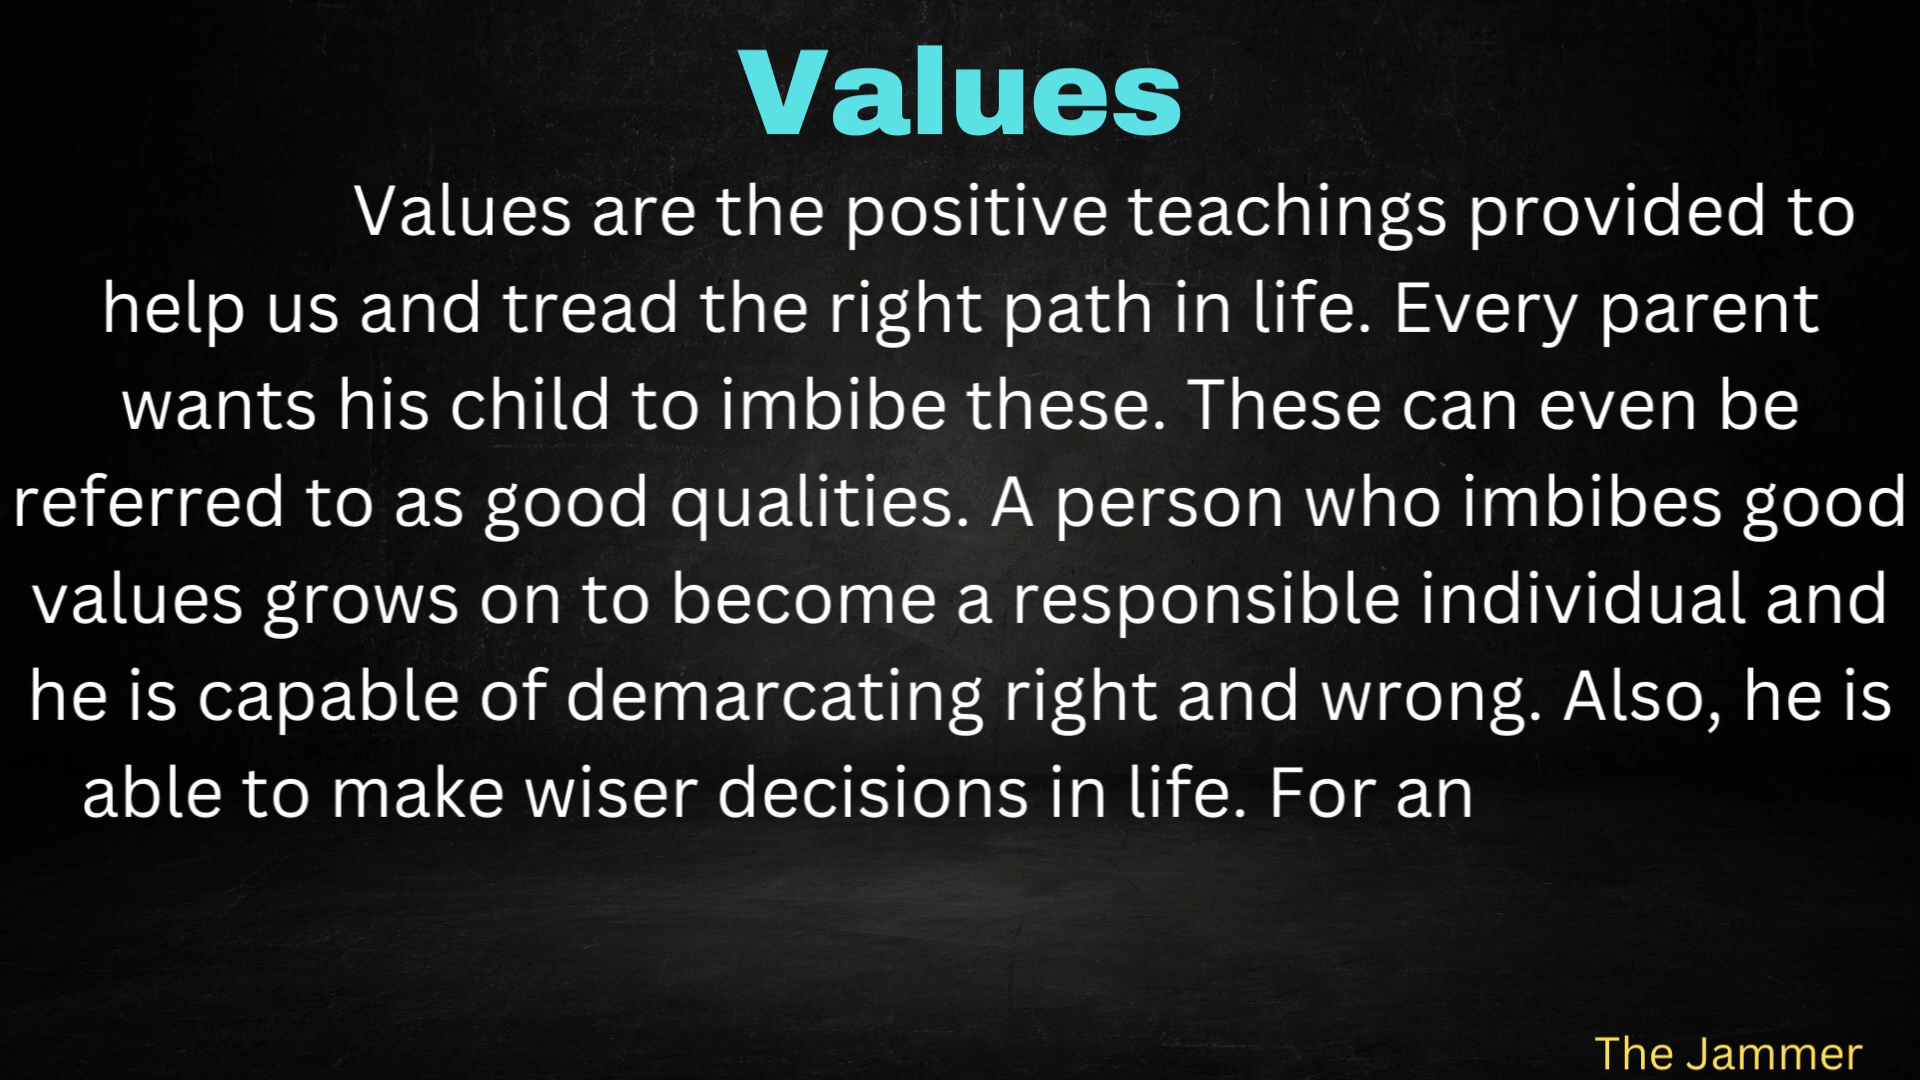 Values
Values are the positive teachings provided to
help us and tread the right path in life. Every parent
wants his child to imbibe these. These can even be
referred to as good qualities. A person who imbibes good
values grows on to become a responsible individual and
he is capable of demarcating right and wrong. Also, he is
able to make wiser decisions in life. For an
The Jammer